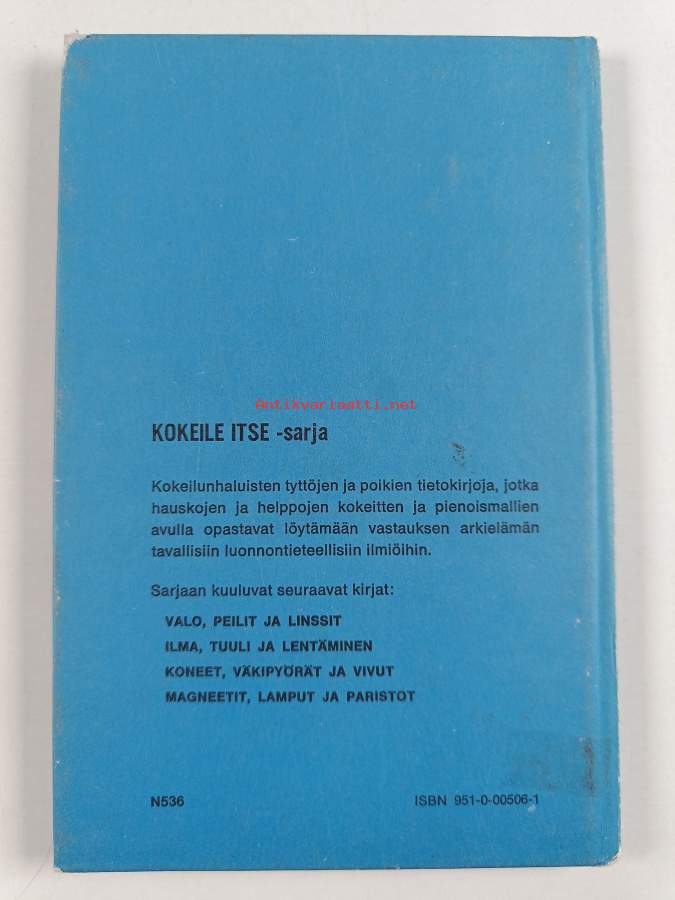 Antikvariaatti.net
KOKEILE ITSE -sarja
Kokeilunhaluisten tyttöjen ja poikien tietokirjoja, jotka
hauskojen ja helppojen kokeitten ja pienoismallien
avulla opastavat löytämään vastauksen arkielämän
tavallisiin luonnontieteellisiin ilmiöihin.
Sarjaan kuuluvat seuraavat kirjat:
VALO, PEILIT JA LINSSIT
ILMA, TUULI JA LENTÄMINEN
KONEET, VÄKIPYÖRÄT JA VIVUT
MAGNEETIT, LAMPUT JA PARISTOT
N536 ISBN 951-0-00506-1